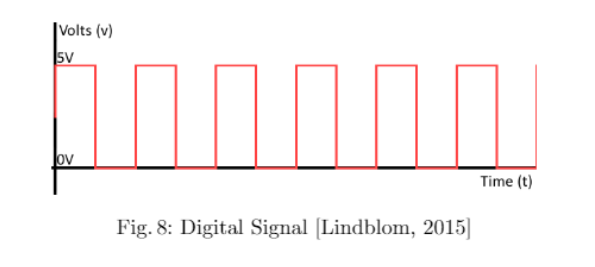 Volts (v)
5V
0V
Time (t)
Fig. 8: Digital Signal [Lindblom, 2015]